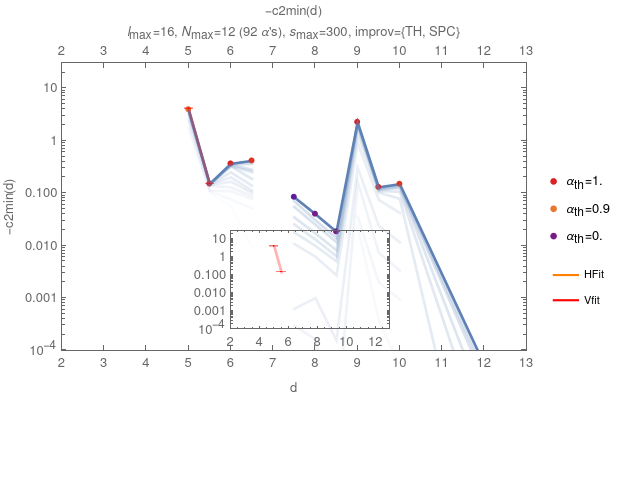 −c2min(d)
lmax=16, Nmax=12 (92 α's), smax=300, improv={TH, SPC}
2 3 4 5 6 7 8 9 10 11 12 13
10
1
0.100
0.010
0.001
10−4
−c2min(d)
10
1
0.100
0.010
0.001
10−4
2 4 6 8 10 12
2 3 4 5 6 7 8 9 10 11 12 13
d
αth=1.
αth=0.9
αth=0.
HFit
Vfit